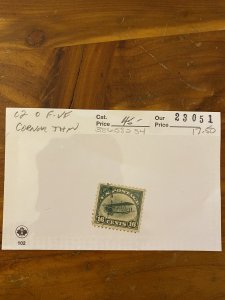 C2 O F-VF Cat. Our 23051
Corner Thin Price 45- Price 17.50
U.S. POSTAGE
16 CENTS 16
102